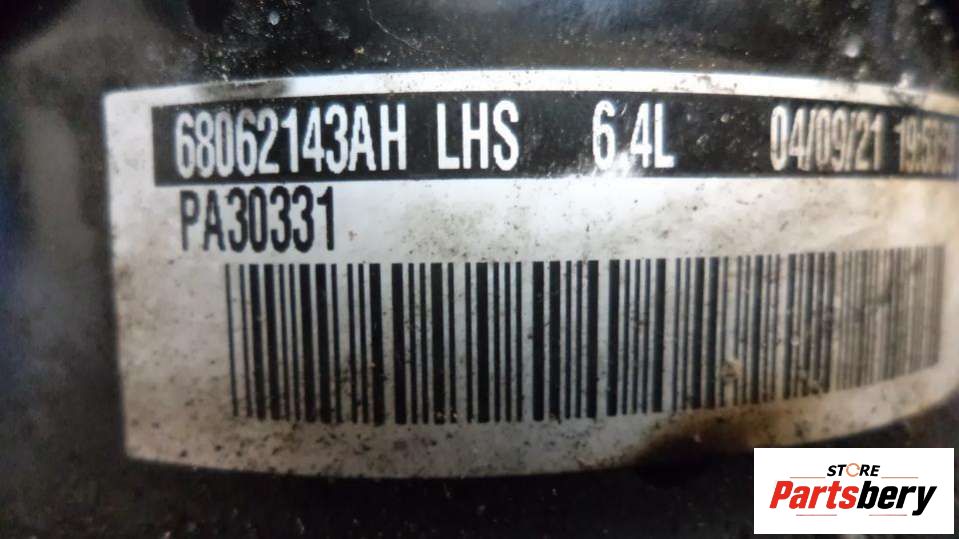 68062143AH LHS 6.4L 04/09/21
PA30331
STORE
Partsbery